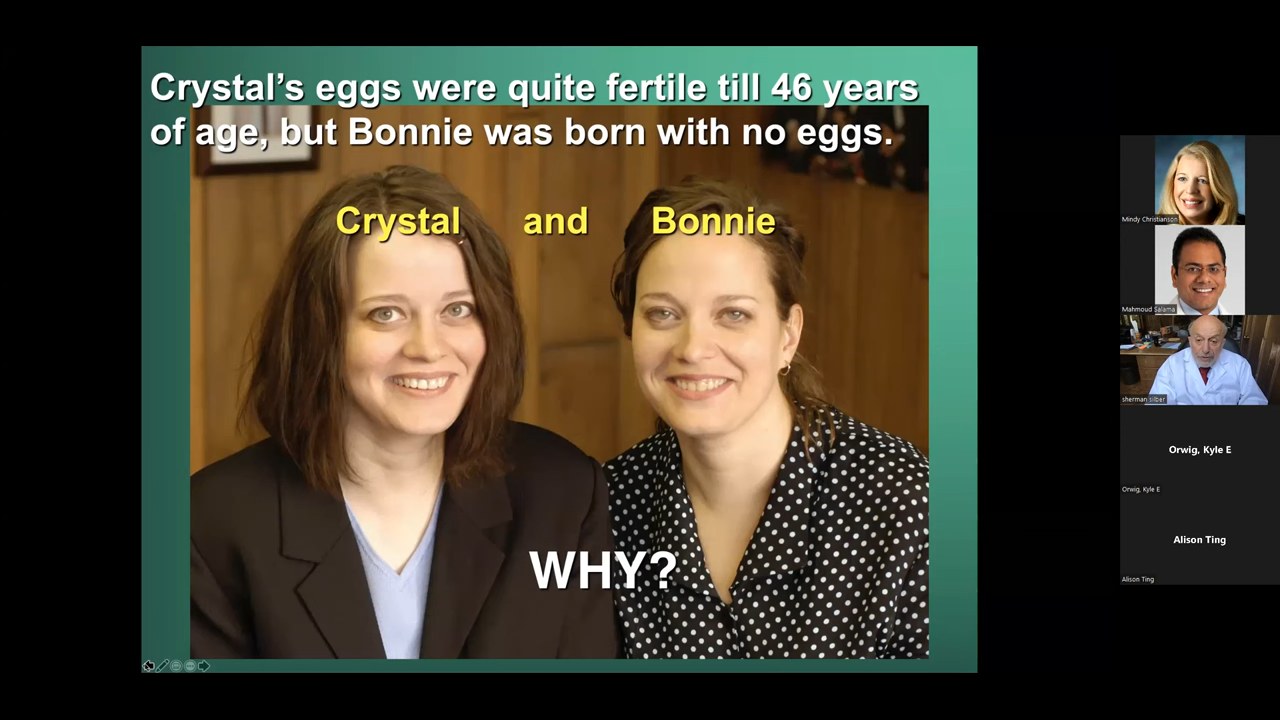 Crystal’s eggs were quite fertile till 46 years
of age, but Bonnie was born with no eggs.
Crystal and Bonnie
WHY?
Mindy Christianson
Mahmoud Salama
sherman silber
Orwig, Kyle E
Orwig, Kyle E
Alison Ting
Alison Ting